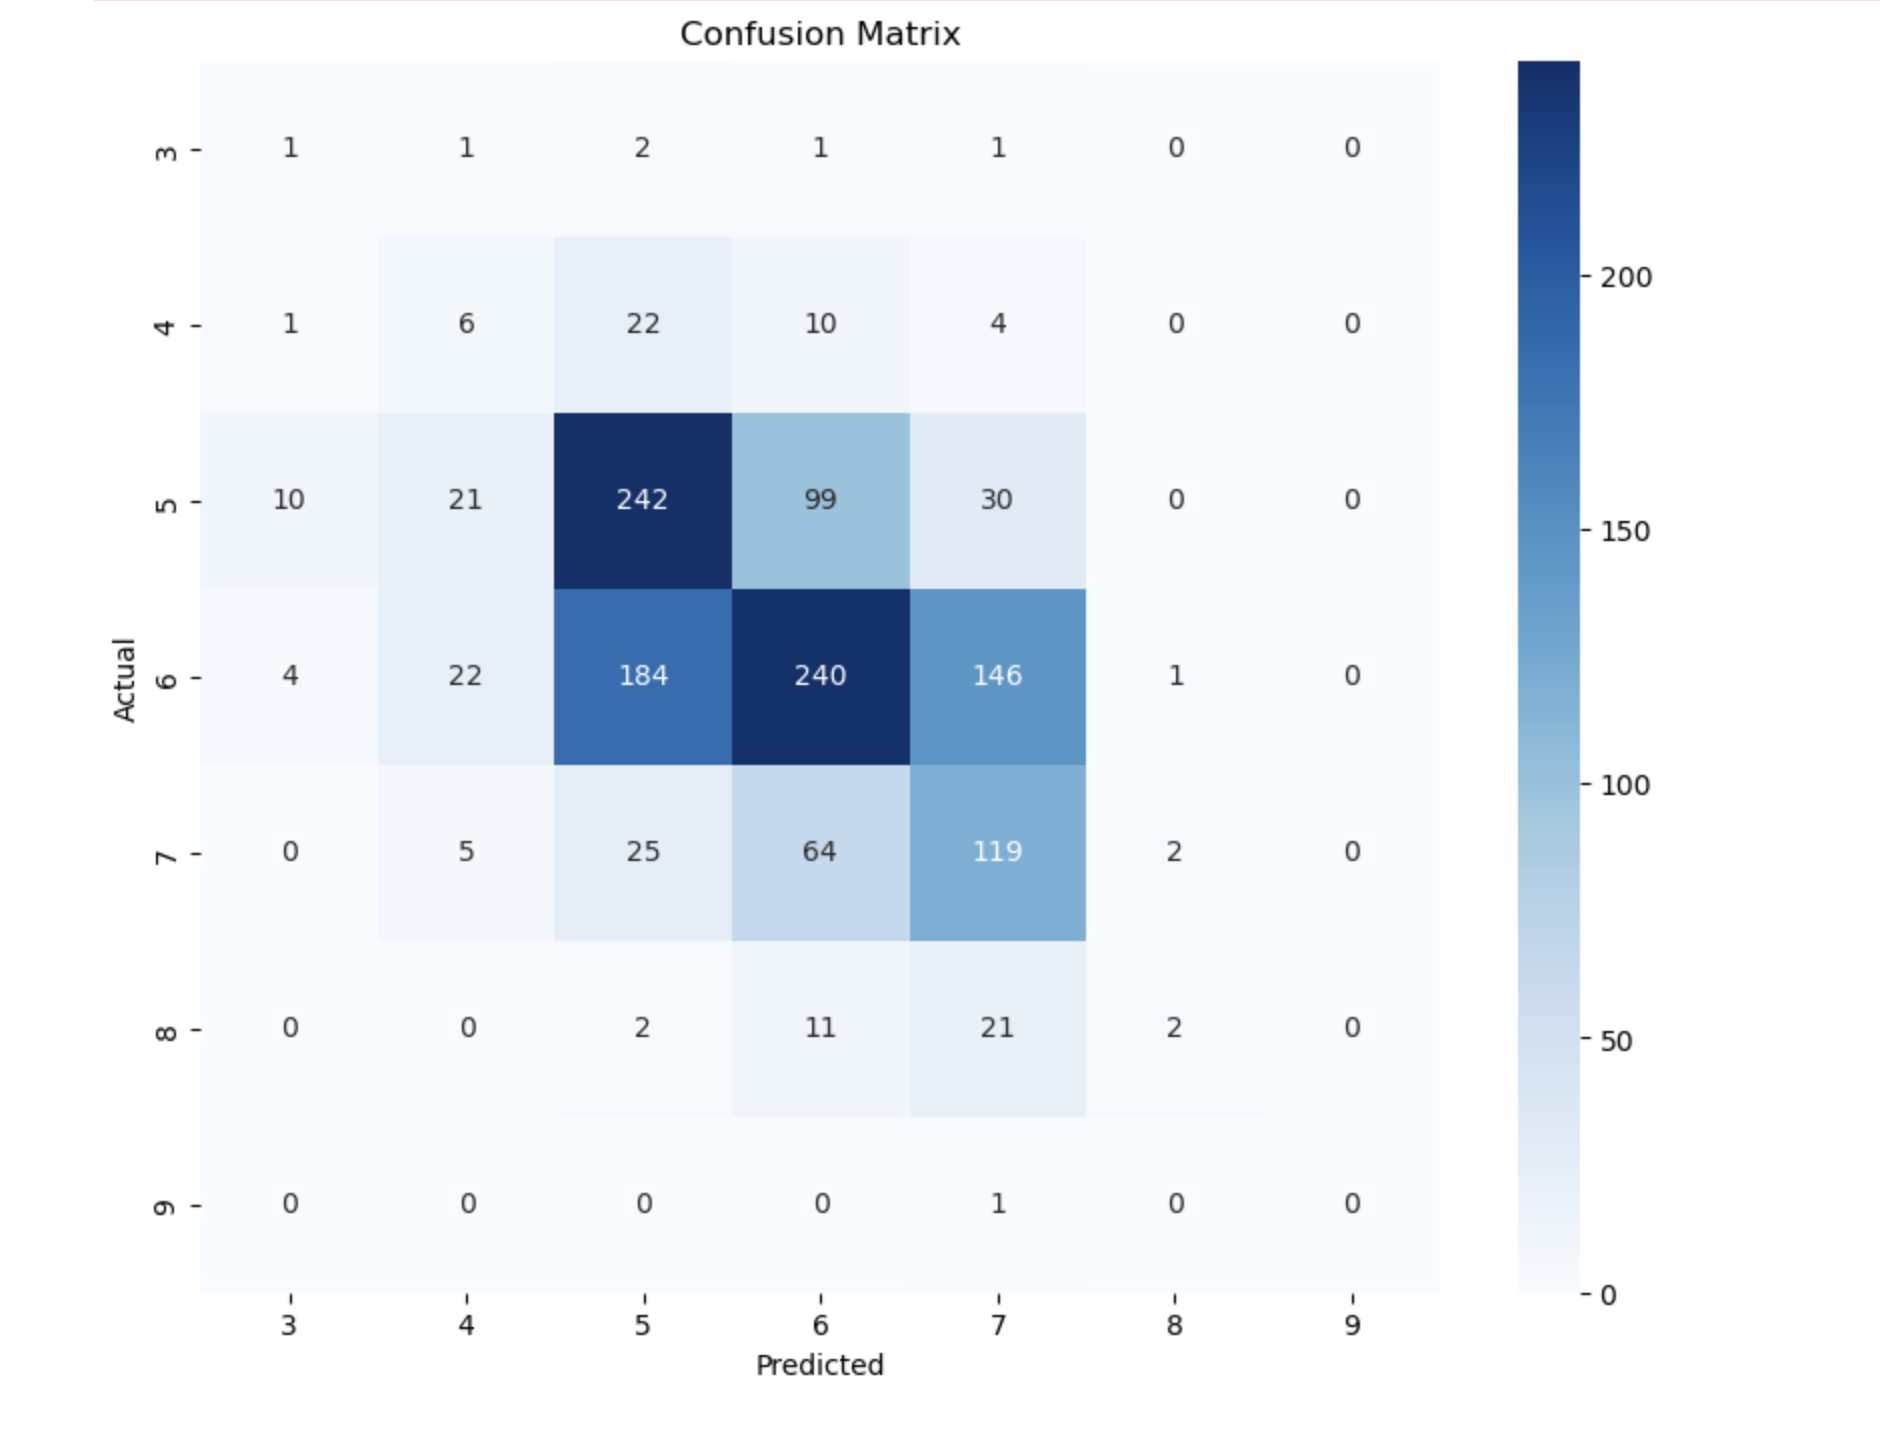 Confusion Matrix
3 1 1 2 1 1 0 0
4 1 6 22 10 4 0 0
5 10 21 242 99 30 0 0
6 4 22 184 240 146 1 0
7 0 5 25 64 119 2 0
8 0 0 2 11 21 2 0
9 0 0 0 0 1 0 0
3 4 5 6 7 8 9
Predicted
Actual
200
150
100
50
0